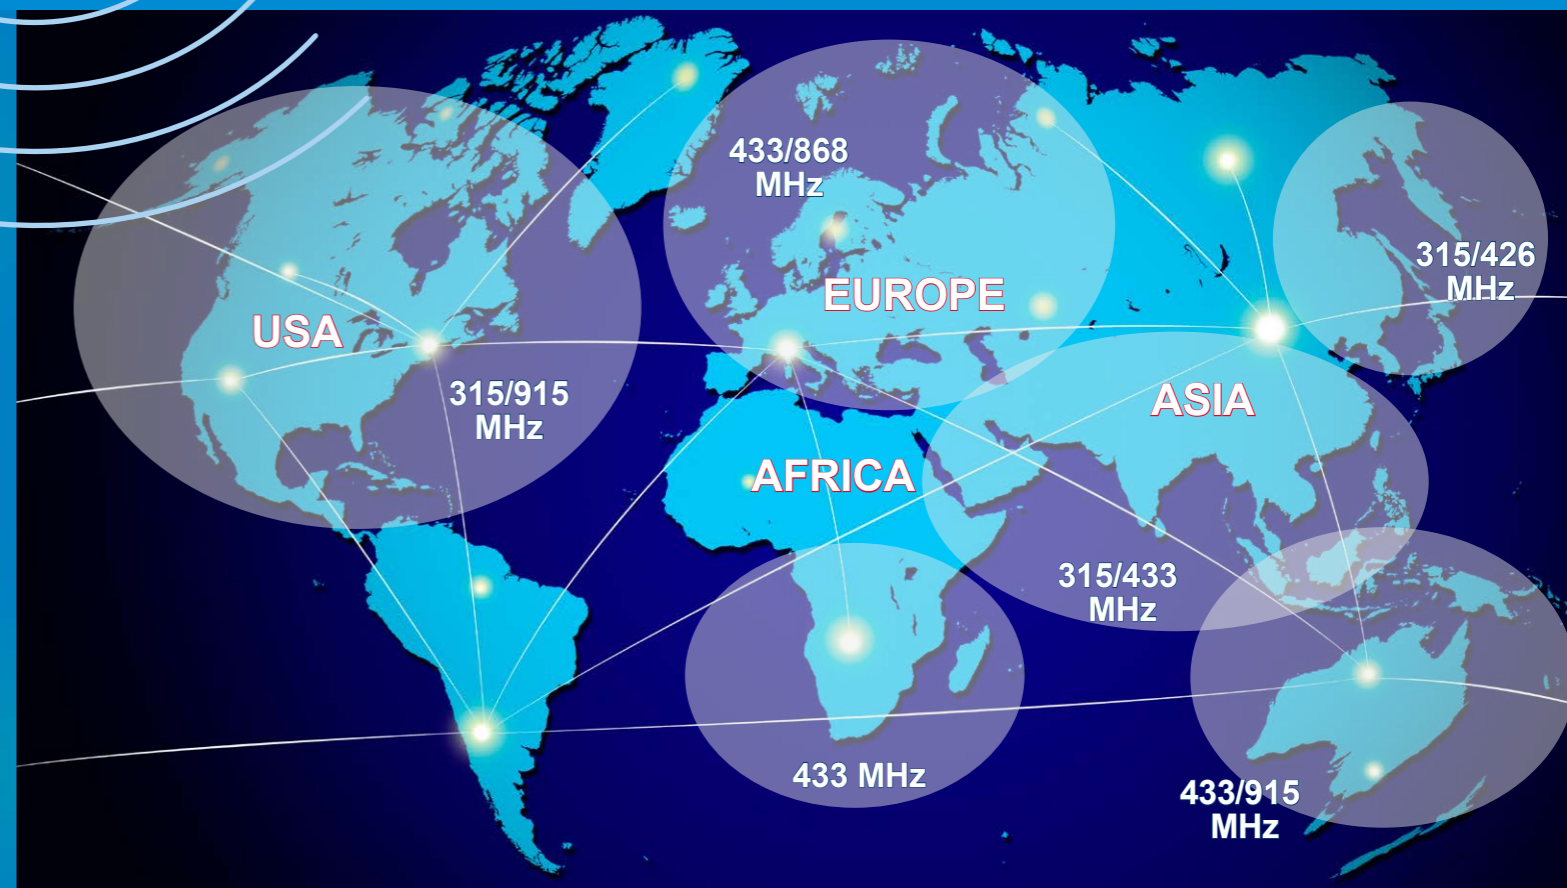 433/868
MHz
315/426
MHz
EUROPE
USA
315/915
MHz
ASIA
AFRICA
315/433
MHz
433 MHz
433/915
MHz